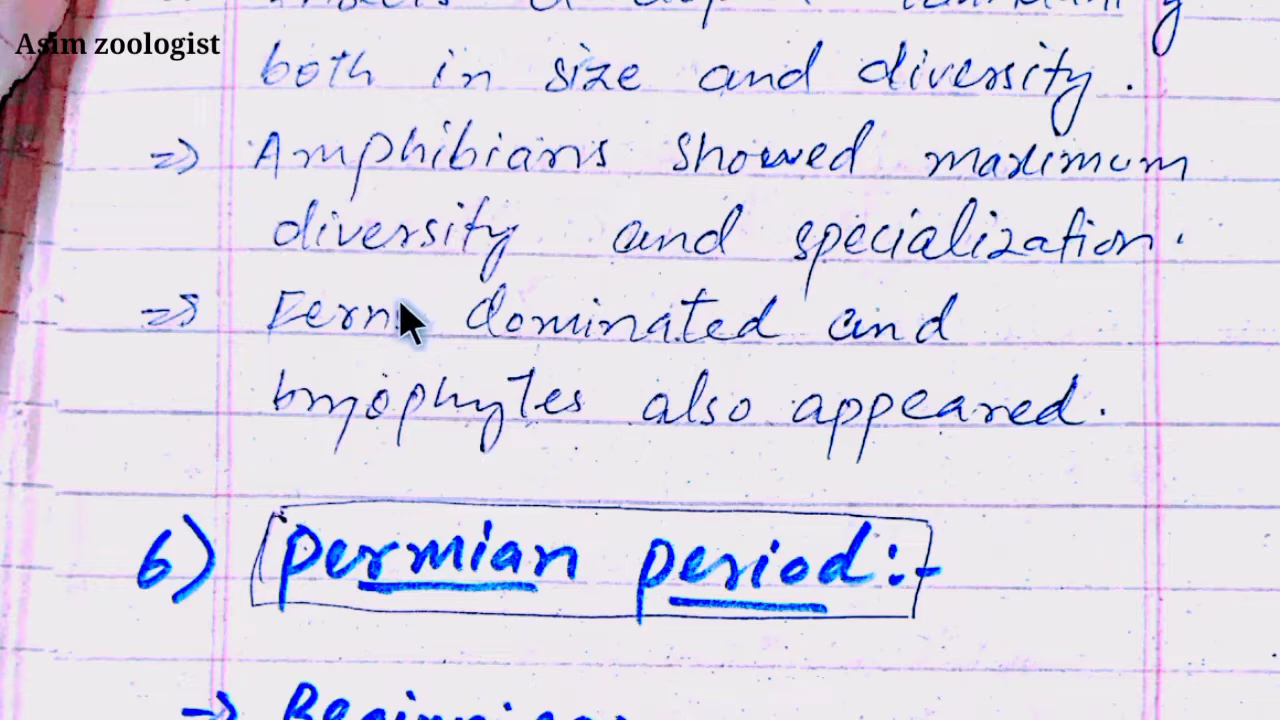 Asim zoologist
both in size and diversity.
=> Amphibians showed maximum
diversity and specialization.
=> Ferns dominated and
bryophytes also appeared.
6) Permian period:-
→ Beginning